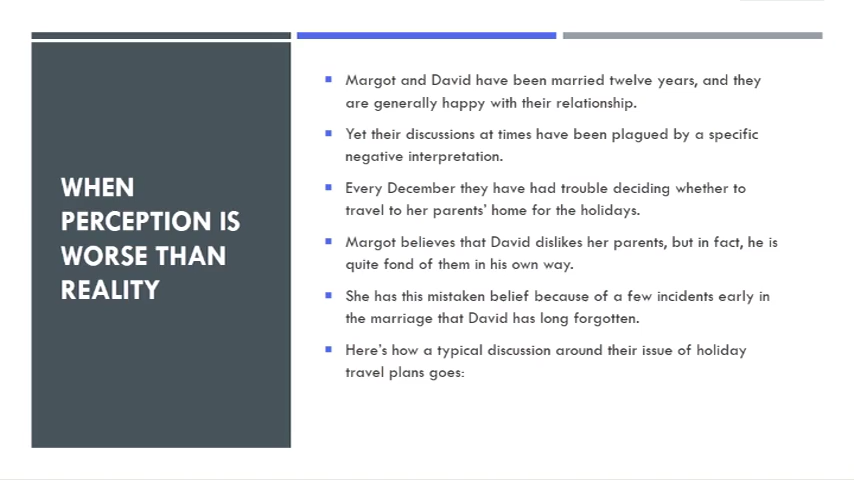 WHEN
PERCEPTION IS
WORSE THAN
REALITY
Margot and David have been married twelve years, and they
are generally happy with their relationship.
Yet their discussions at times have been plagued by a specific
negative interpretation.
Every December they have had trouble deciding whether to
travel to her parents’ home for the holidays.
Margot believes that David dislikes her parents, but in fact, he is
quite fond of them in his own way.
She has this mistaken belief because of a few incidents early in
the marriage that David has long forgotten.
Here’s how a typical discussion around their issue of holiday
travel plans goes: